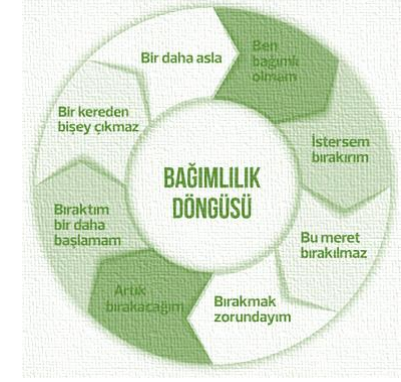 Bir daha asla
Ben
bağımlı
olmam
İstersem
bırakırım
Bu meret
bırakılmaz
Bırakmak
zorundayım
Artık
bırakacağım
Bıraktım
bir daha
başlamam
Bir kereden
bişey çıkmaz
BAĞIMLILIK
DÖNGÜSÜ